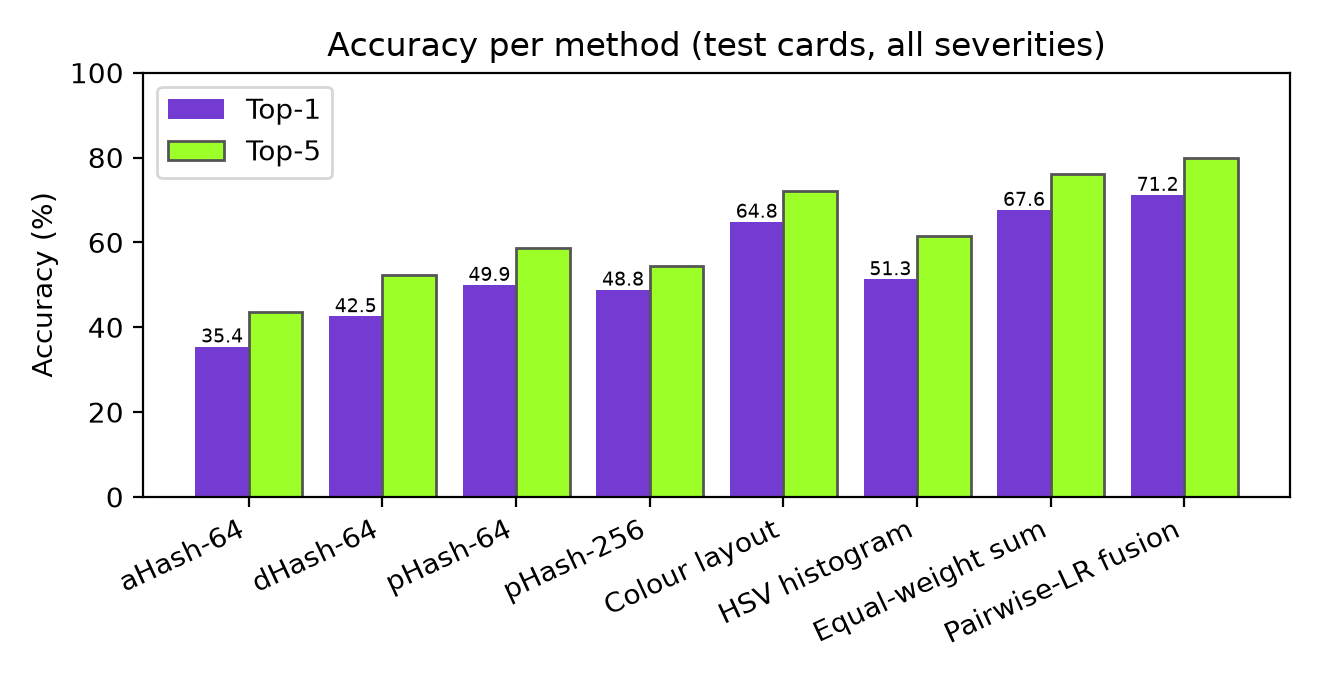 Accuracy per method (test cards, all severities)
Accuracy (%)
100
80
60
40
20
0
Top-1
Top-5
35.4
42.5
49.9
48.8
64.8
51.3
67.6
71.2
aHash-64
dHash-64
pHash-64
pHash-256
Colour layout
HSV histogram
Equal-weight sum
Pairwise-LR fusion